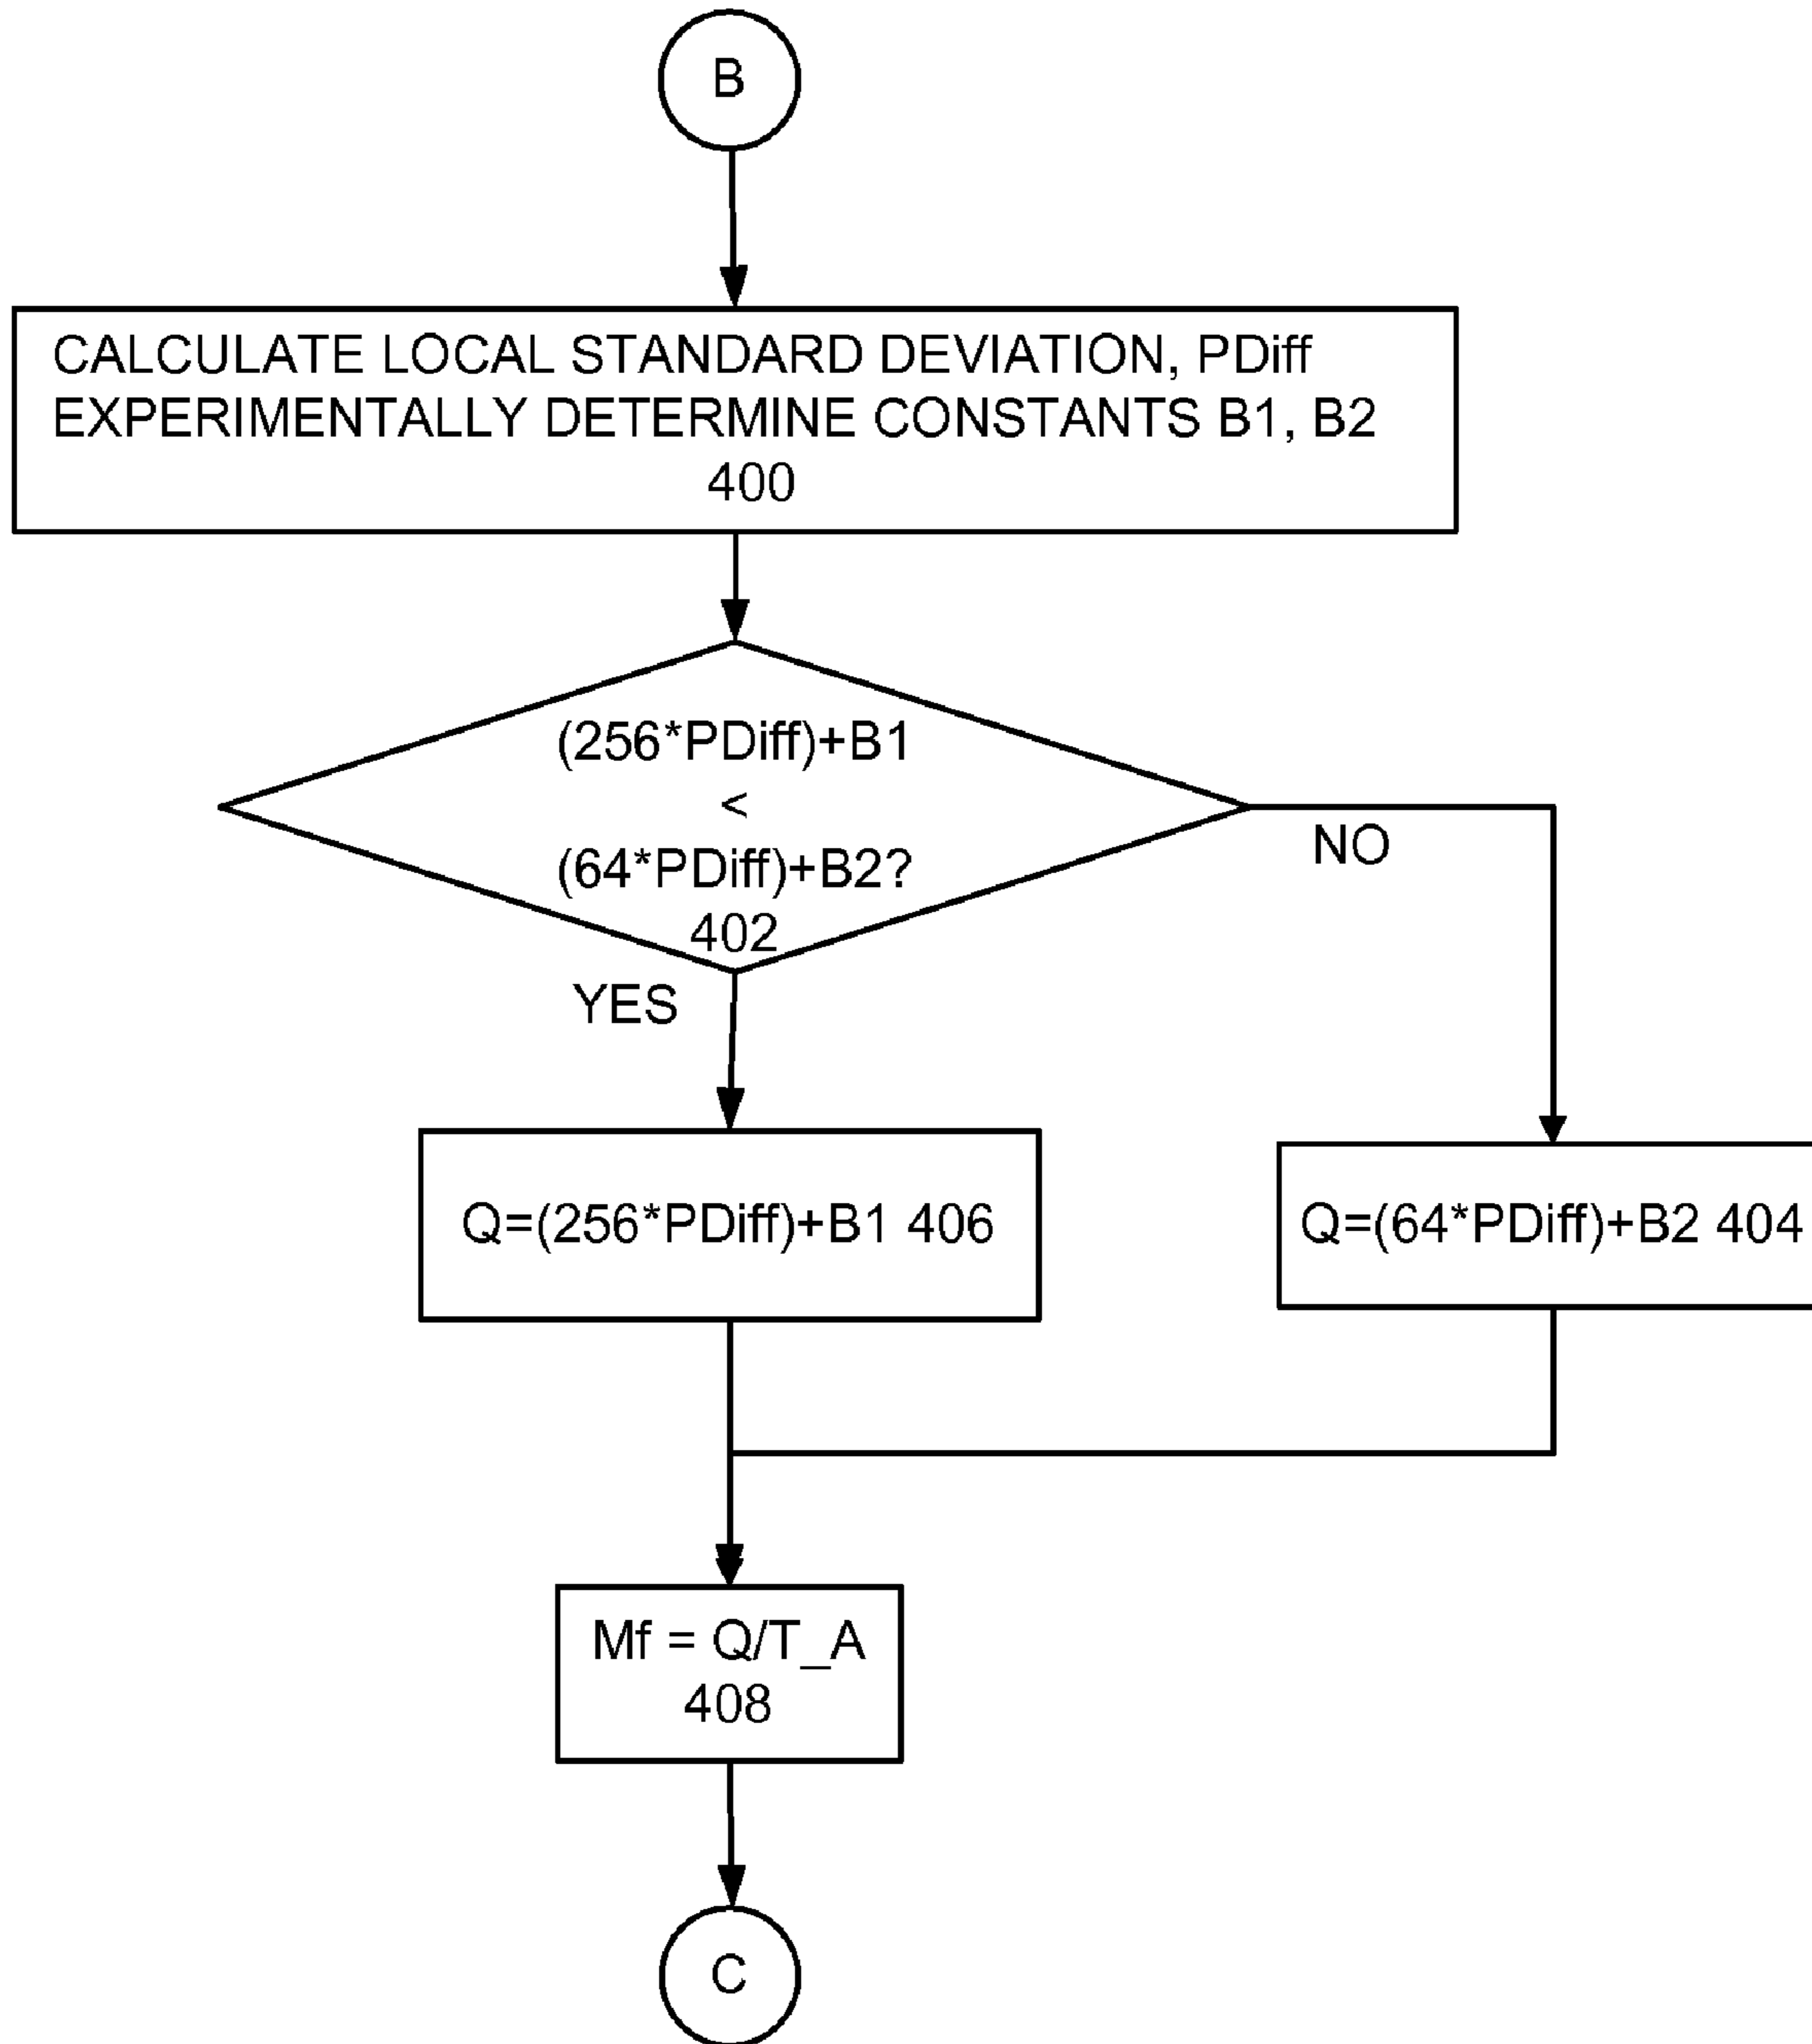 B
CALCULATE LOCAL STANDARD DEVIATION, PDiff
EXPERIMENTALLY DETERMINE CONSTANTS B1, B2
400
(256*PDiff)+B1
<
(64*PDiff)+B2?
402
NO
YES
Q=(256*PDiff)+B1 406
Q=(64*PDiff)+B2 404
Mf = Q/T_A
408
C